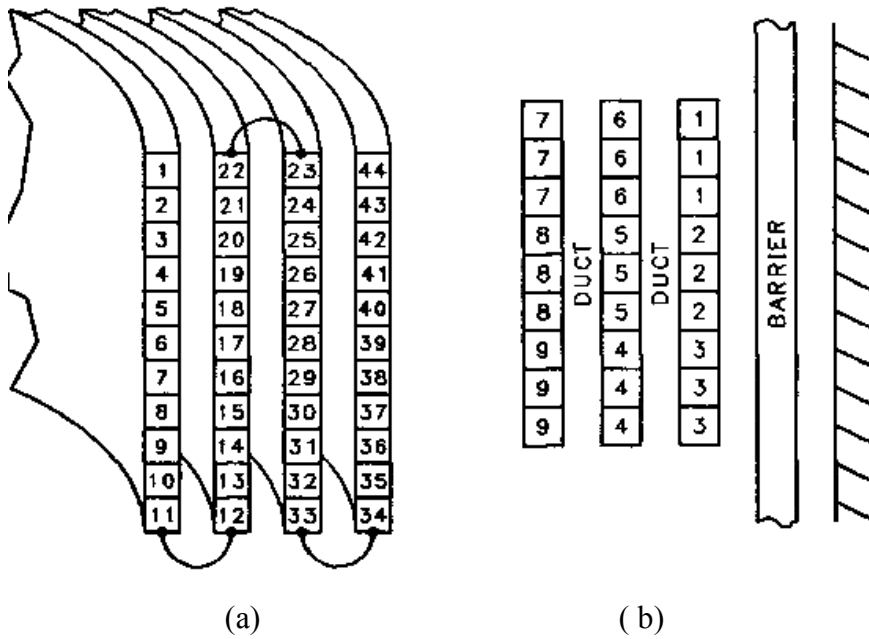 1 22 23 44
2 21 24 43
3 20 25 42
4 19 26 41
5 18 27 40
6 17 28 39
7 16 29 38
8 15 30 37
9 14 31 36
10 13 32 35
11 12 33 34
(a)
7 6 1
7 6 1
7 6 1
8 5 2
8 5 2
8 5 2
9 4 3
9 4 3
9 4 3
DUCT
DUCT
BARRIER
( b)